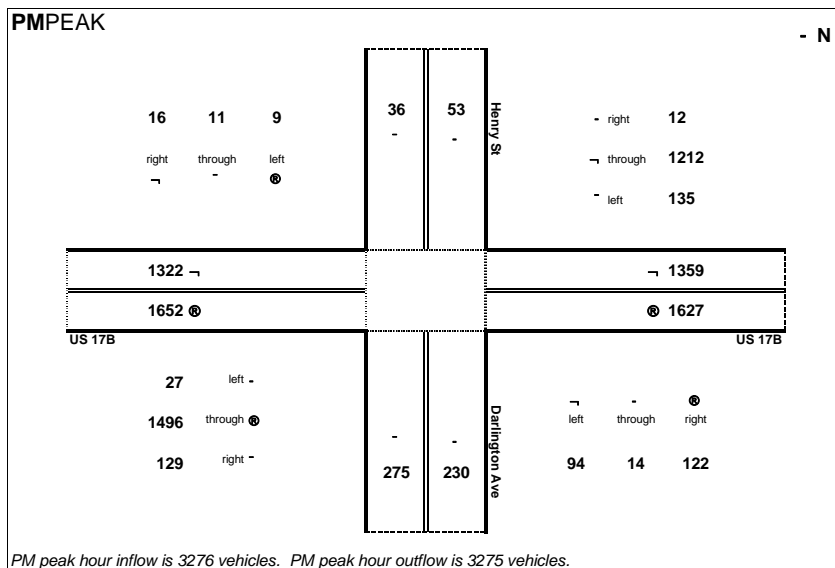 PMPEAK
- N
16 11 9
right through left
¬ - ®
36 53
- -
Henry St
- right 12
¬ through 1212
- left 135
1322 ¬
¬ 1359
1652 ®
® 1627
US 17B
US 17B
27 left -
1496 through ®
129 right -
- -
275 230
Darlington Ave
¬ - ®
left through right
94 14 122
PM peak hour inflow is 3276 vehicles. PM peak hour outflow is 3275 vehicles.